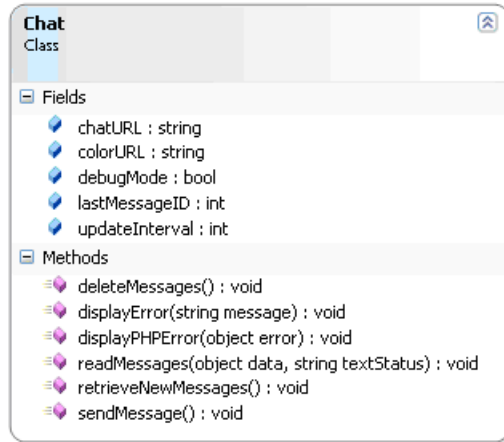 Chat
Class
Fields
chatURL : string
colorURL : string
debugMode : bool
lastMessageID : int
updateInterval : int
Methods
deleteMessages() : void
displayError(string message) : void
displayPHPError(object error) : void
readMessages(object data, string textStatus) : void
retrieveNewMessages() : void
sendMessage() : void